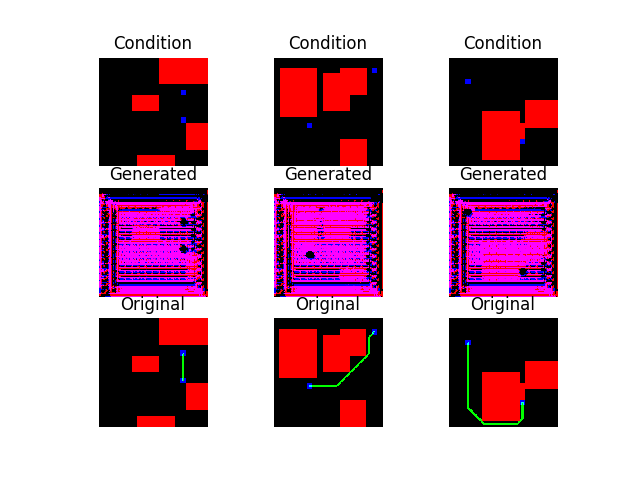 Condition
Condition
Condition
Generated
Generated
Generated
Original
Original
Original